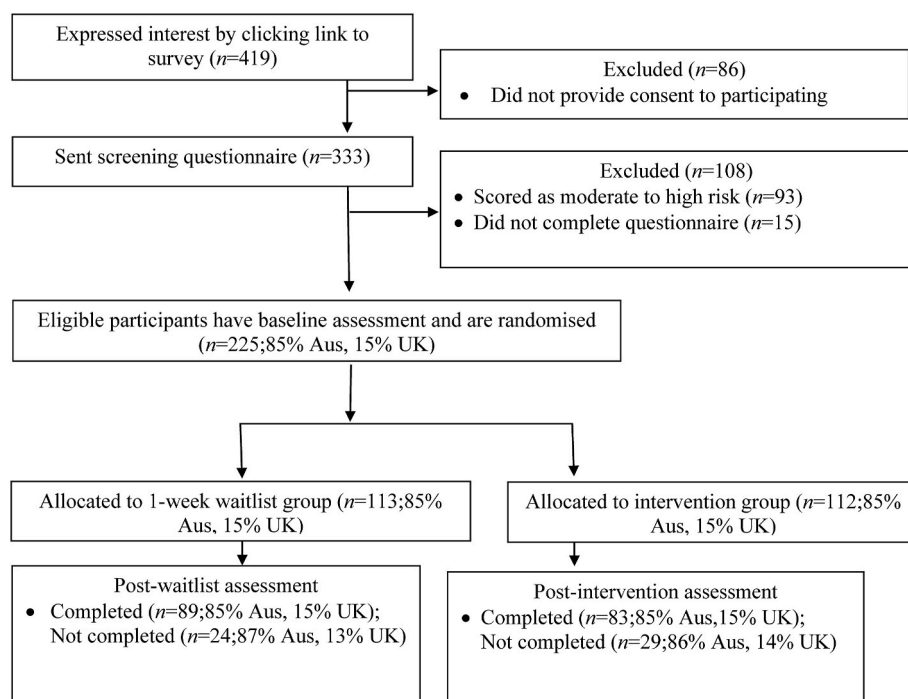 Expressed interest by clicking link to
survey (n=419)
Excluded (n=86)
• Did not provide consent to participating
Sent screening questionnaire (n=333)
Excluded (n=108)
• Scored as moderate to high risk (n=93)
• Did not complete questionnaire (n=15)
Eligible participants have baseline assessment and are randomised
(n=225;85% Aus, 15% UK)
Allocated to 1-week waitlist group (n=113;85%
Aus, 15% UK)
Allocated to intervention group (n=112;85%
Aus, 15% UK)
Post-waitlist assessment
• Completed (n=89;85% Aus, 15% UK);
Not completed (n=24;87% Aus, 13% UK)
Post-intervention assessment
• Completed (n=83;85% Aus,15% UK);
Not completed (n=29;86% Aus, 14% UK)